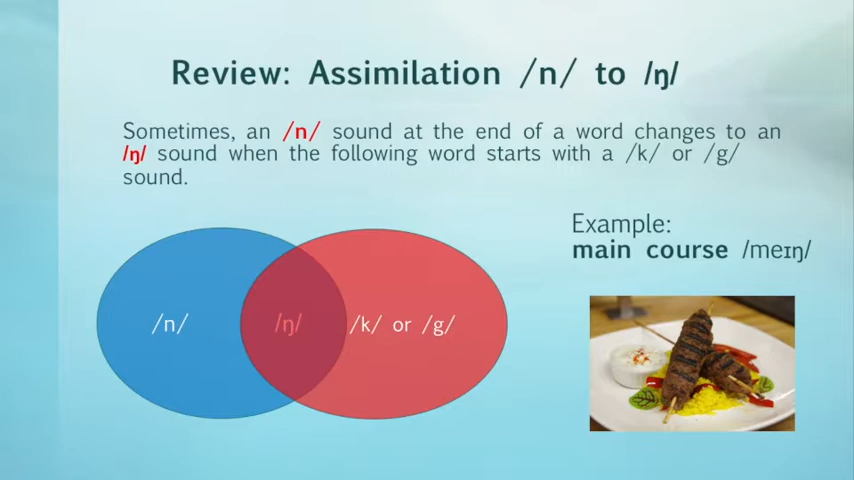 Review: Assimilation /n/ to /ŋ/
Sometimes, an /n/ sound at the end of a word changes to an
/ŋ/ sound when the following word starts with a /k/ or /g/
sound.
Example:
main course /meɪŋ/
/n/
/ŋ/
/k/ or /g/